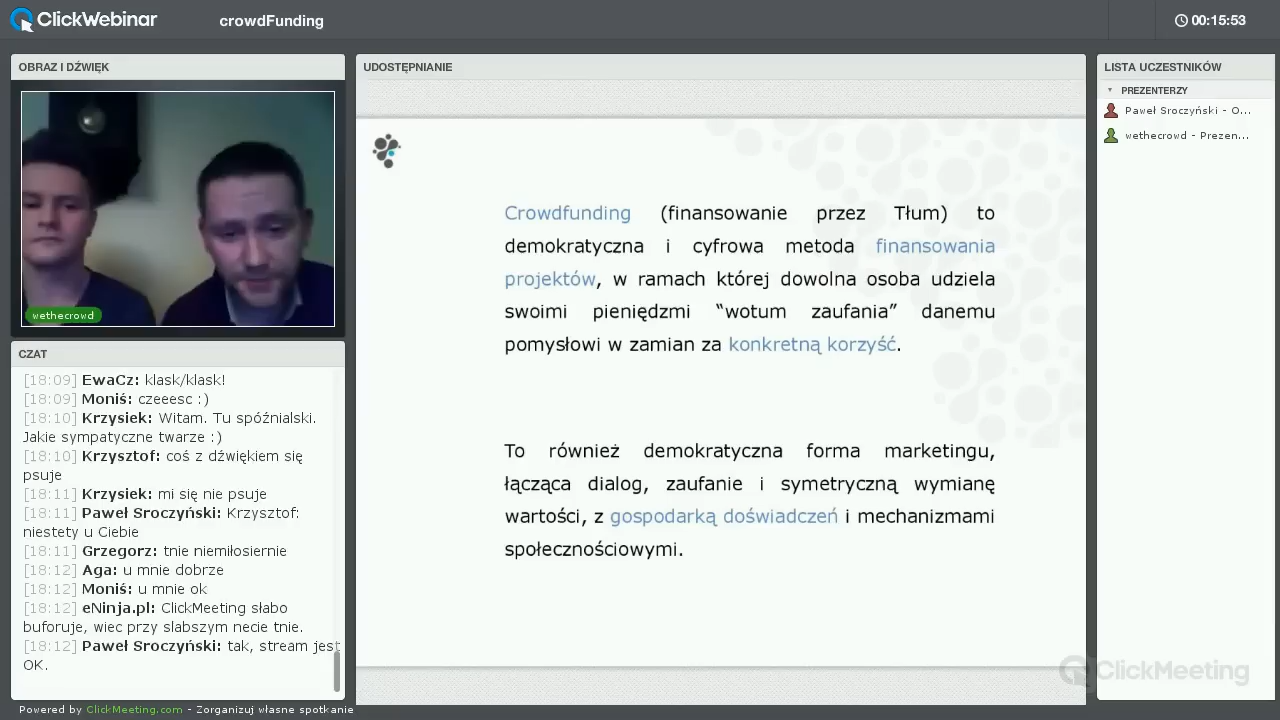 ClickWebinar
crowdFunding
00:15:53
OBRAZ I DŹWIĘK
wethecrowd
CZAT
[18:09] EwaCz: klask/klask!
[18:09] Moniś: czeeesc :)
[18:10] Krzysiek: Witam. Tu spóźnialski.
Jakie sympatyczne twarze :)
[18:10] Krzysztof: coś z dźwiękiem się
psuje
[18:11] Krzysiek: mi się nie psuje
[18:11] Paweł Sroczyński: Krzysztof:
niestety u Ciebie
[18:11] Grzegorz: tnie niemiłosiernie
[18:12] Aga: u mnie dobrze
[18:12] Moniś: u mnie ok
[18:12] eNinja.pl: ClickMeeting słabo
buforuje, wiec przy slabszym necie tnie.
[18:12] Paweł Sroczyński: tak, stream jest
OK.
Powered by ClickMeeting.com - Zorganizuj własne spotkanie
UDOSTĘPNIANIE
Crowdfunding (finansowanie przez Tłum) to
demokratyczna i cyfrowa metoda finansowania
projektów, w ramach której dowolna osoba udziela
swoimi pieniędzmi “wotum zaufania” danemu
pomysłowi w zamian za konkretną korzyść.
To również demokratyczna forma marketingu,
łącząca dialog, zaufanie i symetryczną wymianę
wartości, z gospodarką doświadczeń i mechanizmami
społecznościowymi.
LISTA UCZESTNIKÓW
PREZENTERZY
Paweł Sroczyński - O...
wethecrowd - Prezen...
ClickMeeting